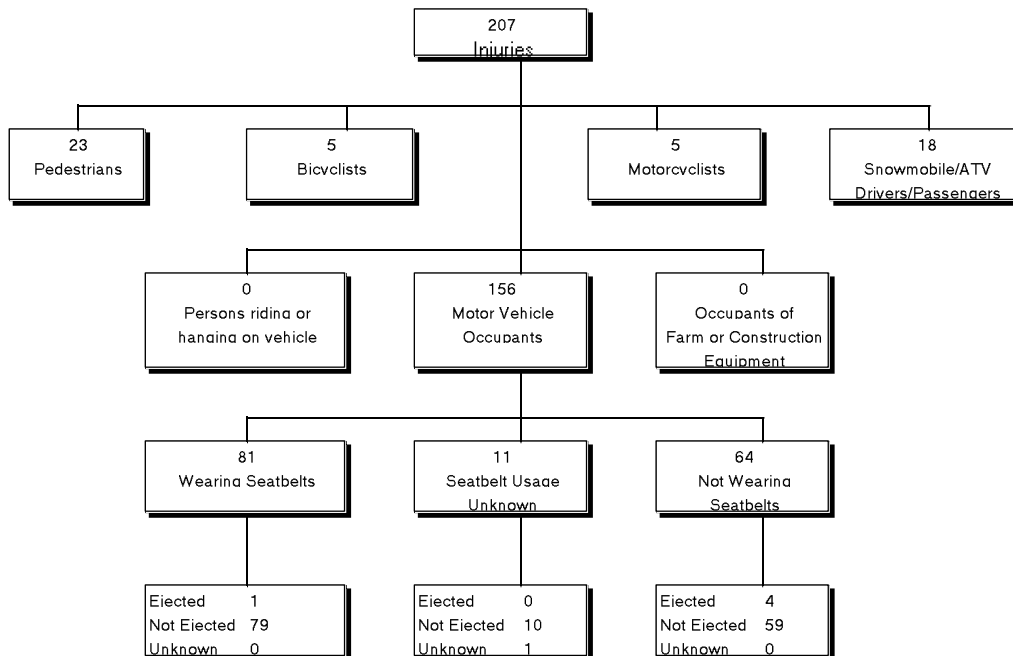 207
Injuries
23
Pedestrians
5
Bicyclists
5
Motorcyclists
18
Snowmobile/ATV
Drivers/Passengers
0
Persons riding or
hanging on vehicle
156
Motor Vehicle
Occupants
0
Occupants of
Farm or Construction
Equipment
81
Wearing Seatbelts
11
Seatbelt Usage
Unknown
64
Not Wearing
Seatbelts
Ejected 1
Not Ejected 79
Unknown 0
Ejected 0
Not Ejected 10
Unknown 1
Ejected 4
Not Ejected 59
Unknown 0